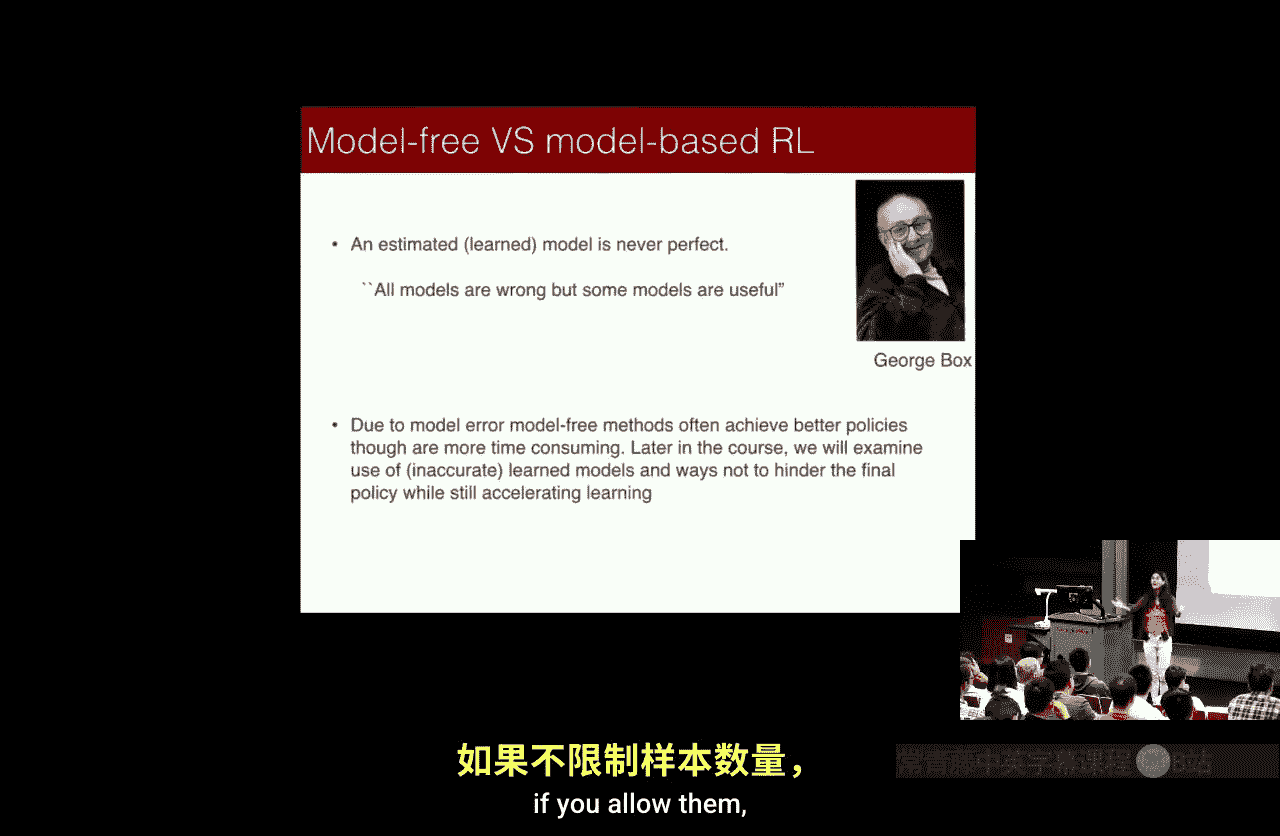 Model-free VS model-based RL
• An estimated (learned) model is never perfect.
``All models are wrong but some models are useful”
George Box
• Due to model error model-free methods often achieve better policies
though are more time consuming. Later in the course, we will examine
use of (inaccurate) learned models and ways not to hinder the final
policy while still accelerating learning
如果不限制样本数量，
if you allow them,